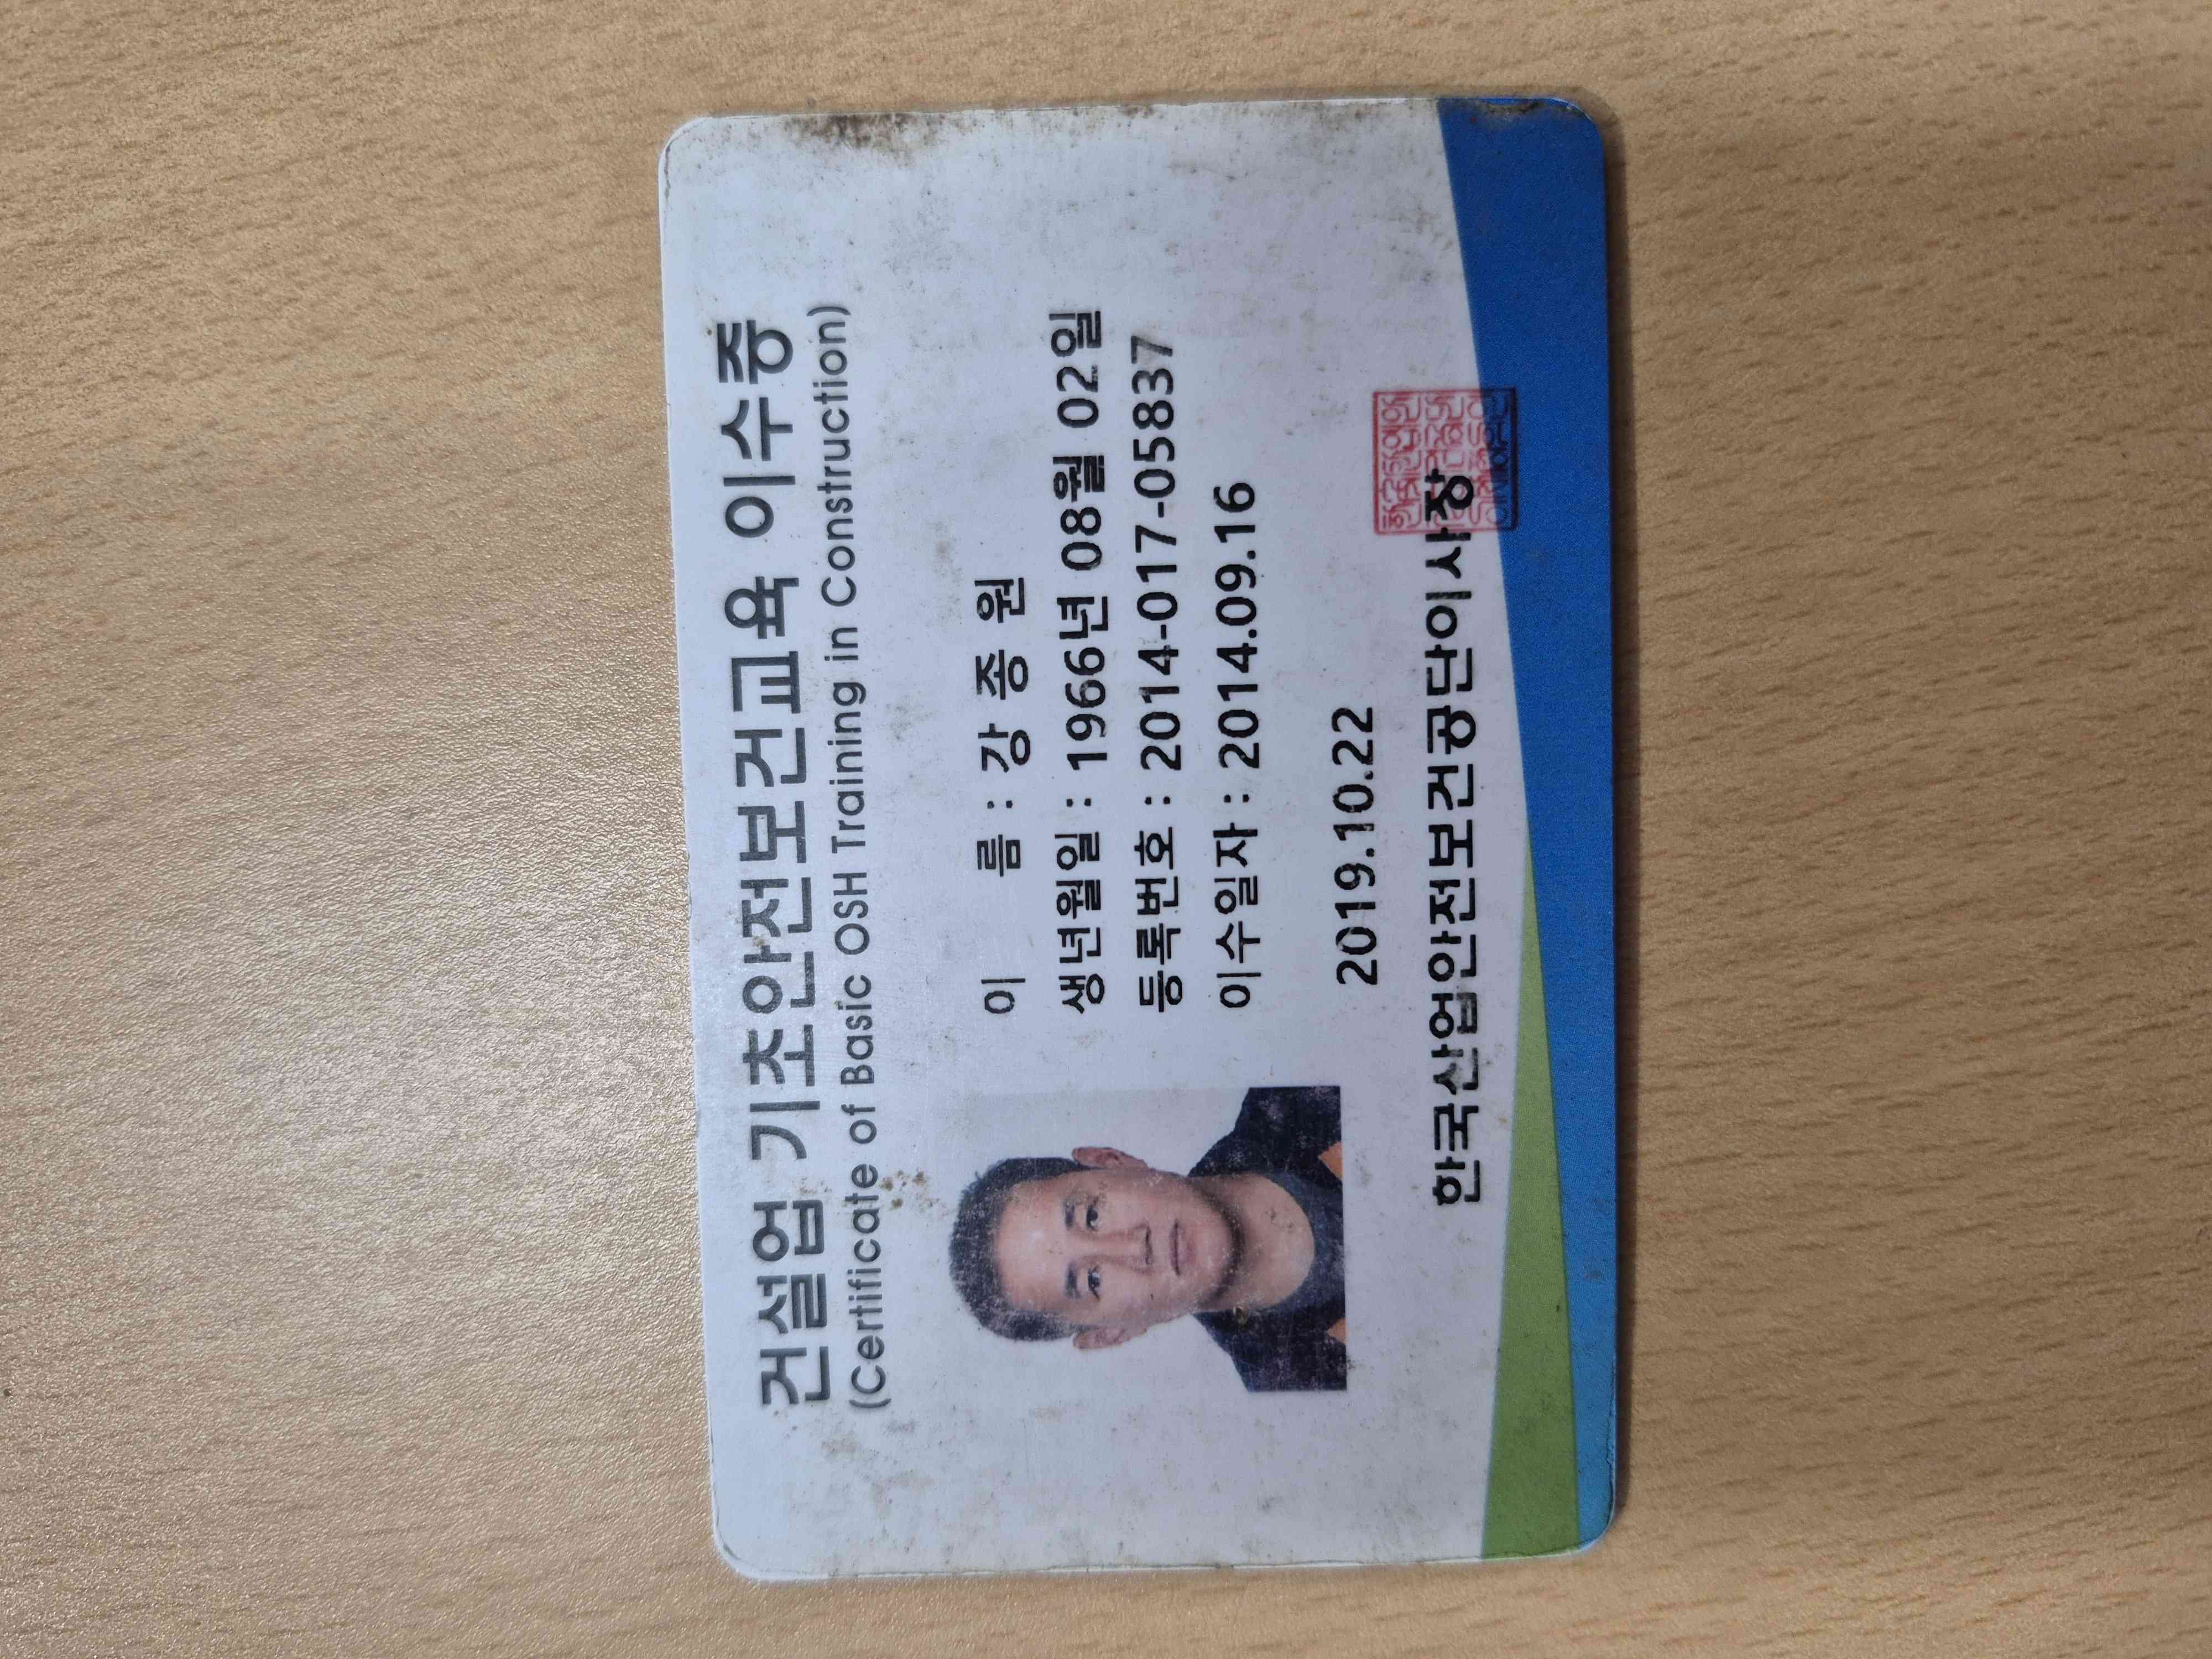 건설업 기초안전보건교육 이수증
(Certificate of Basic OSH Training in Construction)
이 름 : 강 종 원
생년월일 : 1966년 08월 02일
등록번호 : 2014-017-05837
이수일자 : 2014.09.16
2019.10.22
한국산업안전보건공단이사장